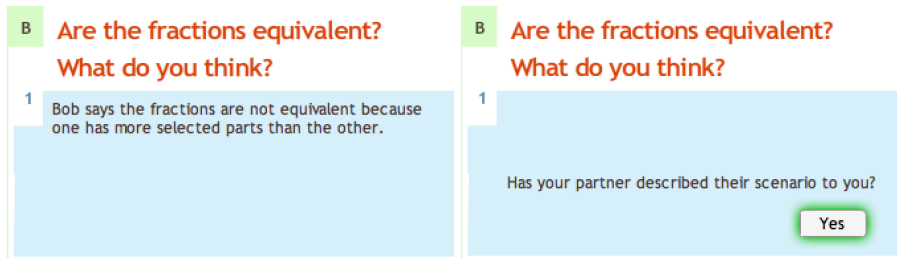 B
Are the fractions equivalent?
What do you think?
1
Bob says the fractions are not equivalent because
one has more selected parts than the other.
B
Are the fractions equivalent?
What do you think?
1
Has your partner described their scenario to you?
Yes